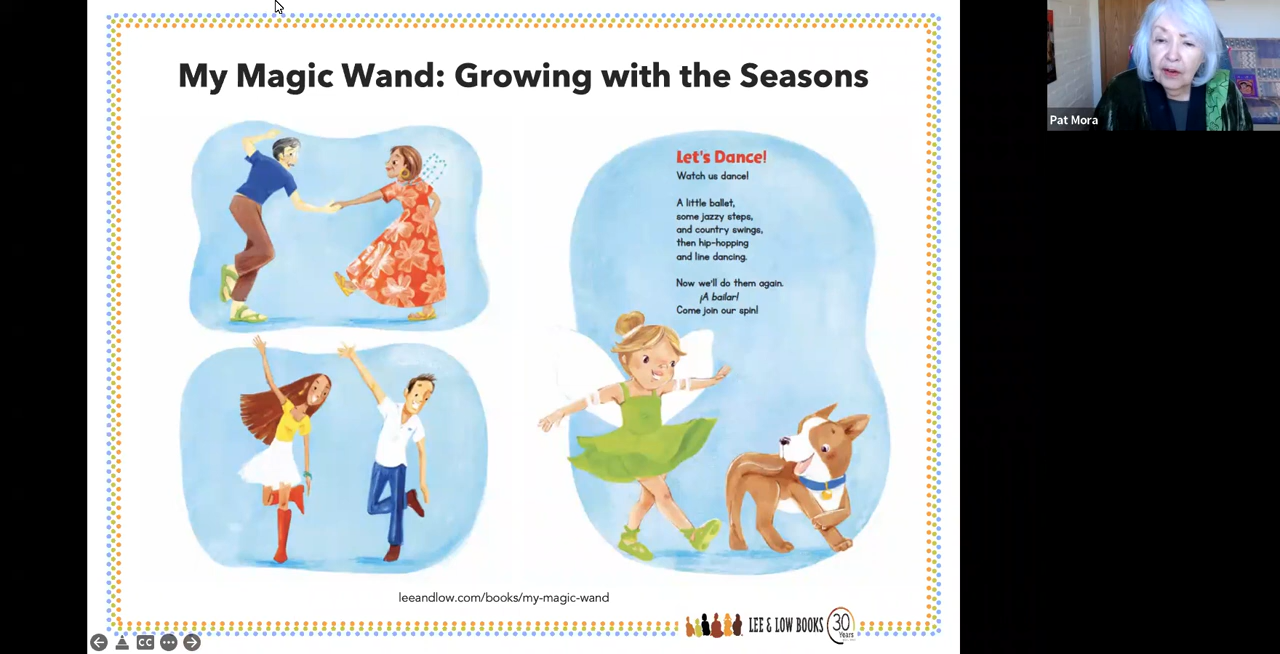 My Magic Wand: Growing with the Seasons
Let's Dance!
Watch us dance!
A little ballet,
some jazzy steps,
and country swings,
then hip-hopping
and line dancing.
Now we'll do them again.
¡A bailar!
Come join our spin!
leeandlow.com/books/my-magic-wand
LEE & LOW BOOKS
30
Years
CC
Pat Mora